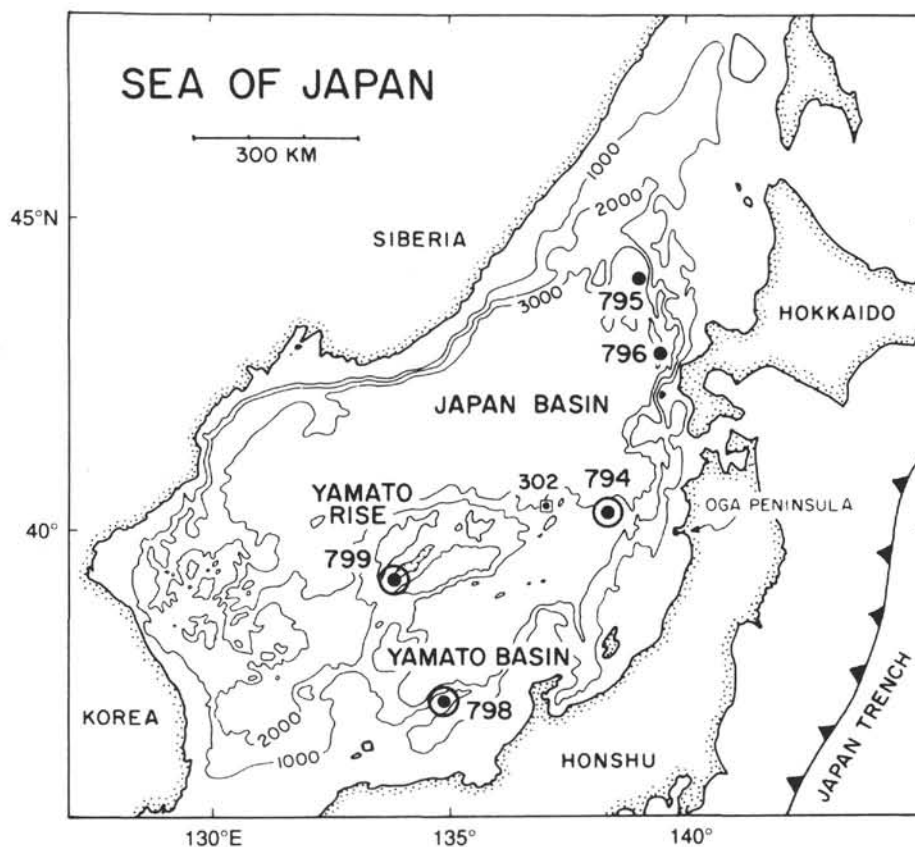 SEA OF JAPAN
300 KM
1000
2000
45°N
SIBERIA
3000
795
HOKKAIDO
796
JAPAN BASIN
302
794
YAMATO
RISE
OGA PENINSULA
40°
799
YAMATO BASIN
798
KOREA
2000
1000
HONSHU
JAPAN TRENCH
130°E
135°
140°